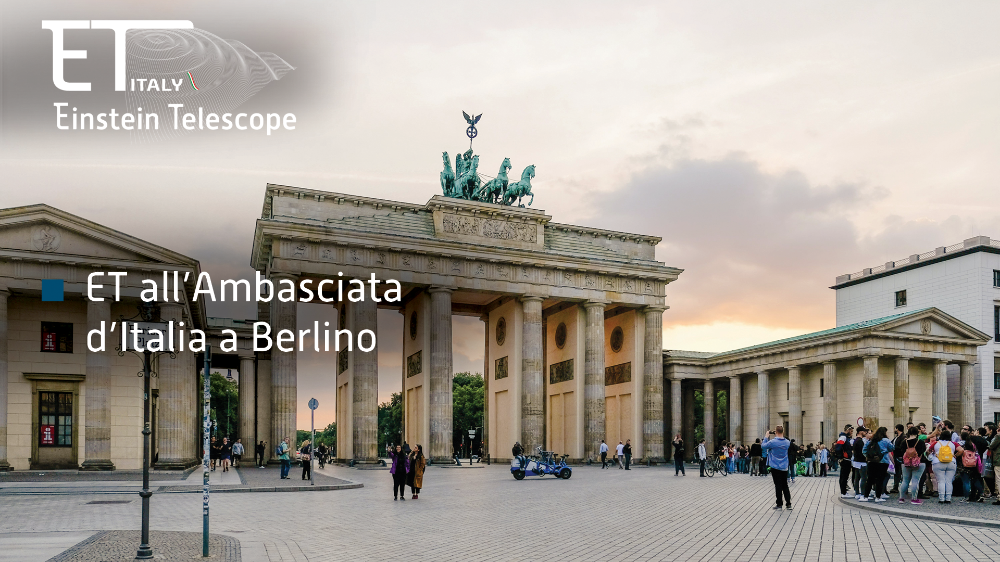 ET
ITALY
Einstein Telescope
ET all’Ambasciata
d’Italia a Berlino
i
i